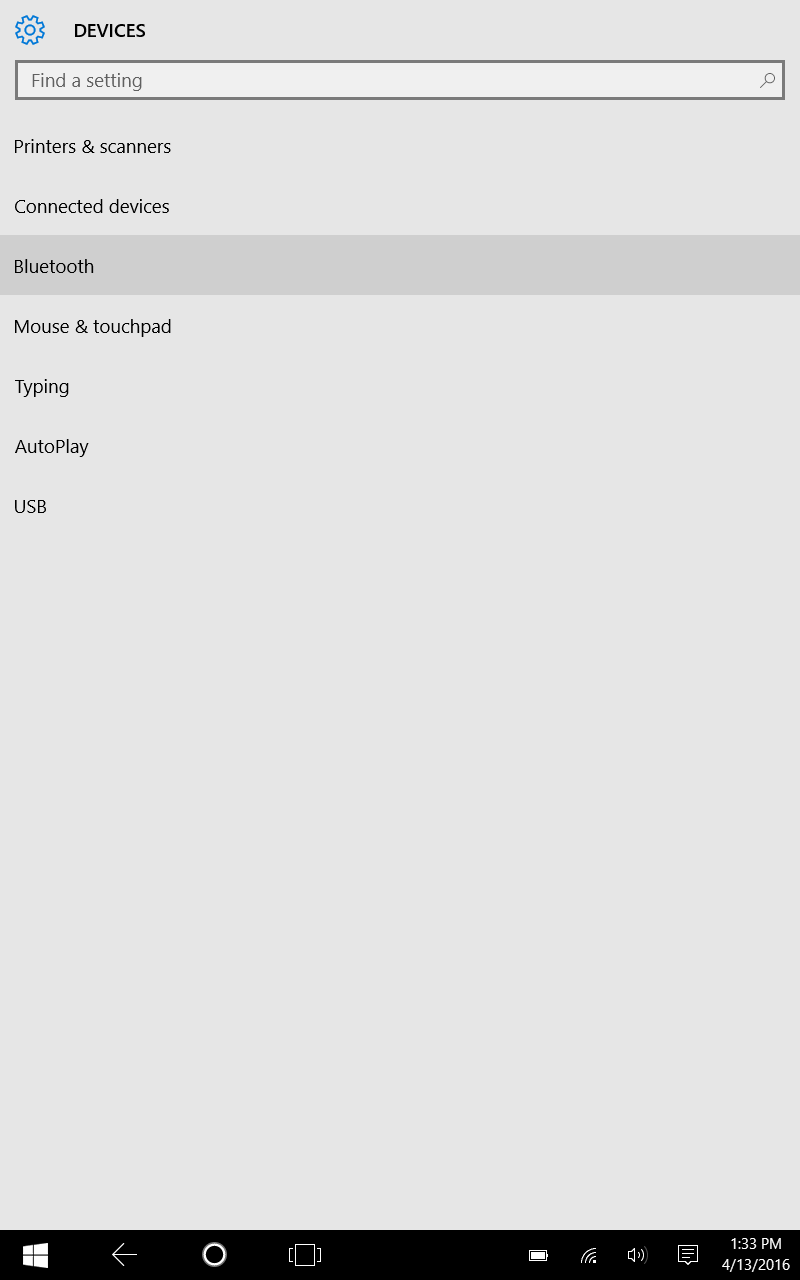 DEVICES
Find a setting
Printers & scanners
Connected devices
Bluetooth
Mouse & touchpad
Typing
AutoPlay
USB
1:33 PM
4/13/2016